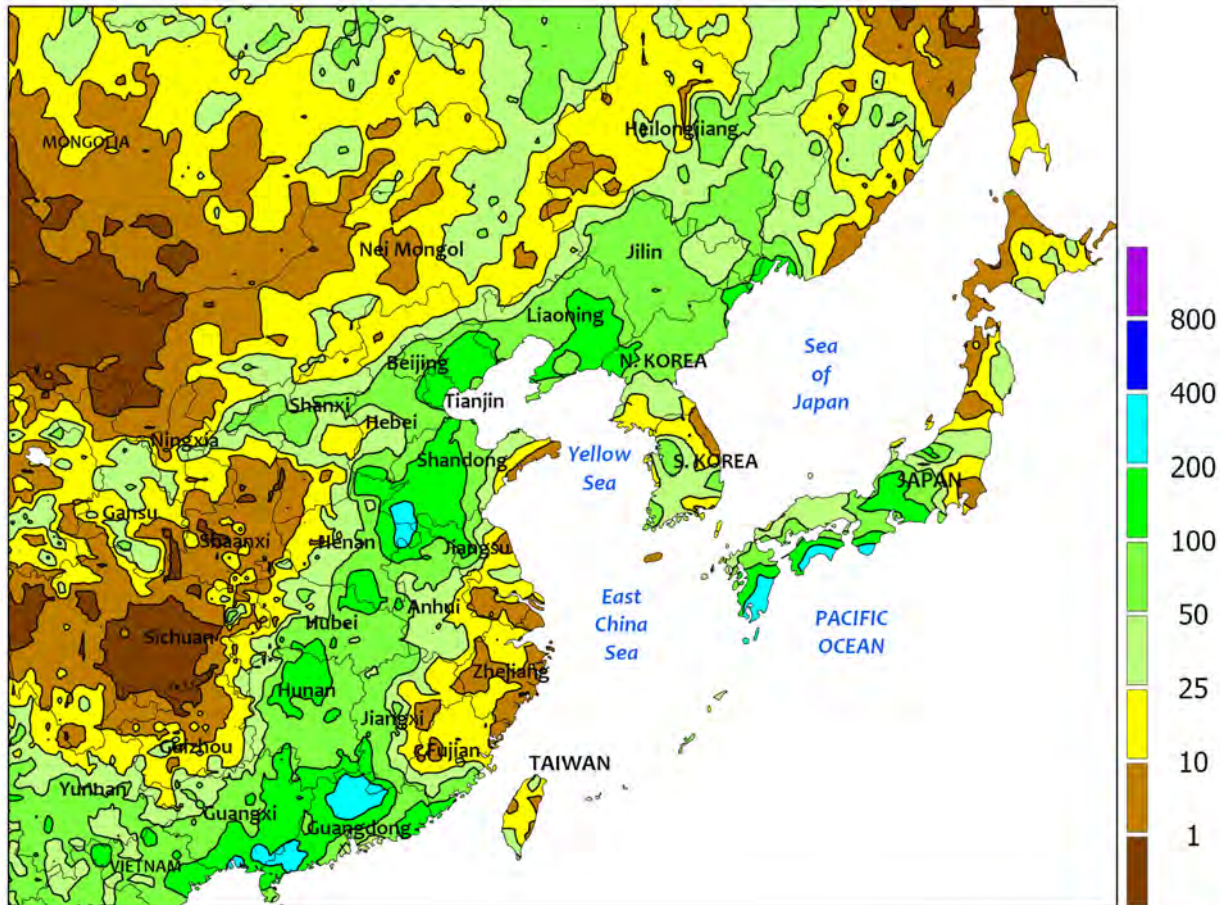 MONGOLIA
Heilongjiang
Nei Mongol
Jilin
Liaoning
Beijing
N. KOREA
Sea
of
Japan
Tianjin
Shanxi
Hebei
Ningxia
Shandong
Yellow
Sea
S. KOREA
JAPAN
Gansu
Shaanxi
Henan
Jiangsu
Anhui
East
China
Sea
PACIFIC
OCEAN
Hubei
Sichuan
Zhejiang
Hunan
Jiangxi
Guizhou
Fujian
TAIWAN
Yunnan
Guangxi
Guangdong
VIETNAM
800
400
200
100
50
25
10
1